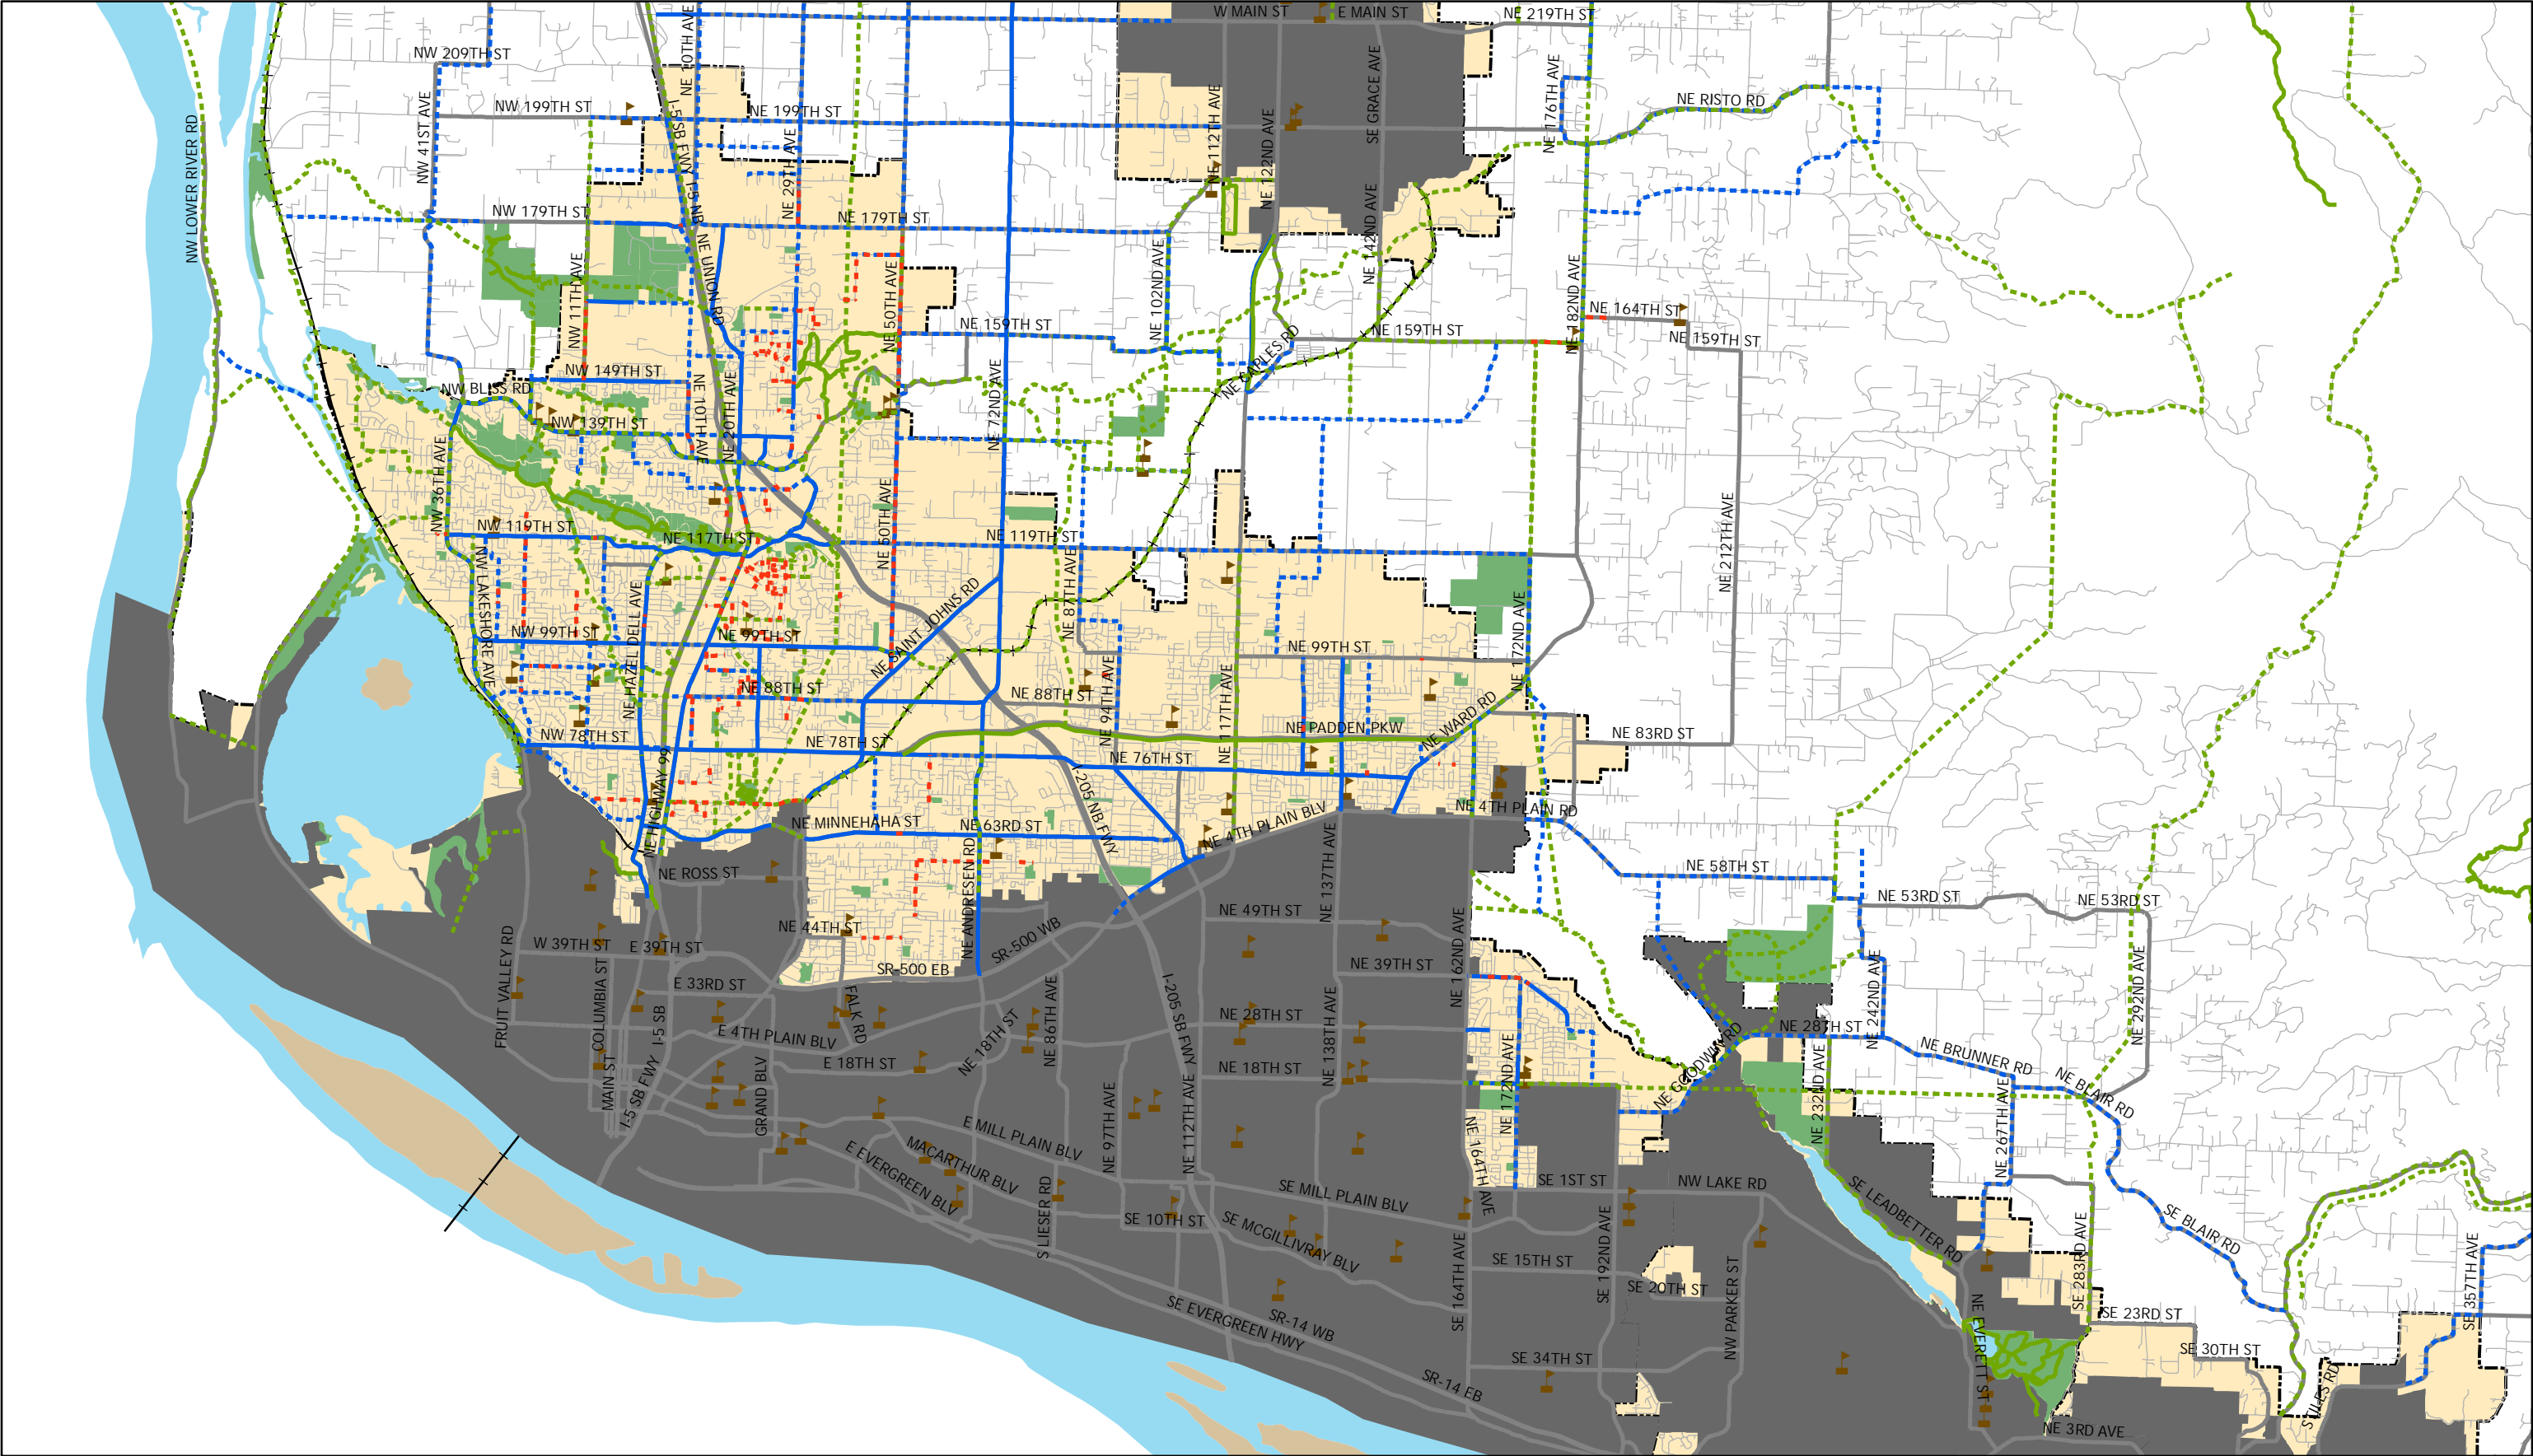 W MAIN ST
E MAIN ST
NE 219TH ST
NW 209TH ST
NE 10TH AVE
SE GRACE AVE
NE 176TH AVE
NW 41ST AVE
NW 199TH ST
NE 199TH ST
NE RISTO RD
NE 112TH AVE
NE 122ND AVE
NW LOWER RIVER RD
I-5 SB FWY
I-5 NB
NE 29TH AVE
NW 179TH ST
NE 179TH ST
NE 142ND AVE
NE UNION RD
NW 11TH AVE
NE 50TH AVE
NE 102ND AVE
NE 182ND AVE
NE 164TH ST
NE 159TH ST
NE 159TH ST
NE 159TH ST
NE CAPLES RD
NW 149TH ST
NW BLISS RD
NE 10TH AVE
NE 20TH AVE
NE 72ND AVE
NW 139TH ST
NW 36TH AVE
NE 50TH AVE
NE 212TH AVE
NW 119TH ST
NE 117TH ST
NE 119TH ST
NE 87TH AVE
NW LAKESHORE AVE
NE HAZEL DELL AVE
NE SAINT JOHNS RD
NW 99TH ST
NE 99TH ST
NE 99TH ST
NE 172ND AVE
NE 94TH AVE
NE 117TH AVE
NE 88TH ST
NE 88TH ST
NE PADDEN PKW
NE WARD RD
NW 78TH ST
NE 78TH ST
NE 76TH ST
NE 83RD ST
NE HIGHWAY 99
I-205 NB FWY
NE MINNEHAHA ST
NE 63RD ST
NE 4TH PLAIN BLV
NE 4TH PLAIN RD
NE ROSS ST
NE ANDRESEN RD
NE 137TH AVE
NE 58TH ST
NE 53RD ST
NE 53RD ST
NE 49TH ST
NE 44TH ST
NE 162ND AVE
FRUIT VALLEY RD
W 39TH ST
E 39TH ST
SR-500 WB
SR-500 EB
NE 39TH ST
NE 242ND AVE
NE 292ND AVE
COLUMBIA ST
E 33RD ST
I-5 SB
FALK RD
I-205 SB FWY
NE 86TH AVE
NE 138TH AVE
E 4TH PLAIN BLV
NE 18TH ST
NE 28TH ST
NE 28TH ST
NE 172ND AVE
NE GOODWIN RD
NE BRUNNER RD
E 18TH ST
NE 18TH ST
NE 232ND AVE
NE BLAIR RD
MAIN ST
I-5 SB FWY
GRAND BLV
NE 97TH AVE
NE 112TH AVE
NE 267TH AVE
E MILL PLAIN BLV
MACARTHUR BLV
E EVERGREEN BLV
NE 164TH AVE
S LIESER RD
SE MILL PLAIN BLV
SE 1ST ST
NW LAKE RD
SE LEADBETTER RD
SE 10TH ST
SE MCGILLIVRAY BLV
SE 192ND AVE
SE BLAIR RD
SE 164TH AVE
SE 15TH ST
SE 20TH ST
NW PARKER ST
SE 283RD AVE
SE 357TH AVE
SE EVERGREEN HWY
SR-14 WB
NE EVERETT ST
SE 23RD ST
SE 30TH ST
SE 34TH ST
SR-14 EB
S STILES RD
NE 3RD AVE